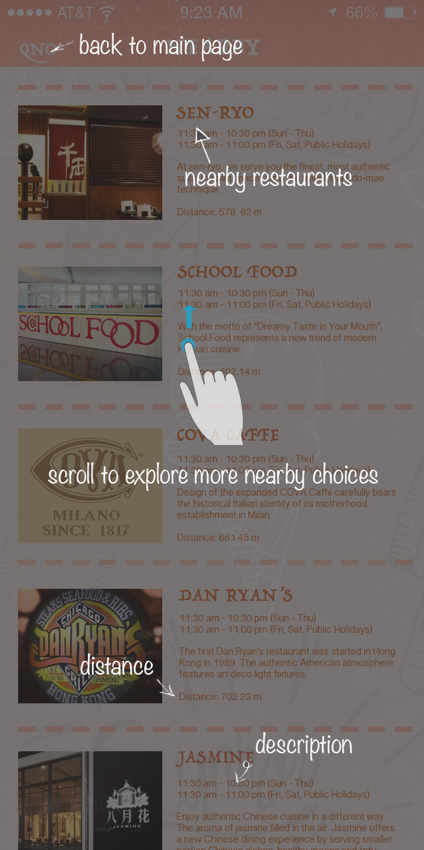 AT&T 9:23 AM 66%
back to main page
SEN-RYO
11:30 am - 10:30 pm (Sun - Thu)
11:30 am - 11:00 pm (Fri, Sat, Public Holidays)
At sen-ryo, we serve you the finest, most authentic
nearby restaurants
technique.
Distance: 578. 82 m
千両
SCHOOL FOOD
11:30 am - 10:30 pm (Sun - Thu)
11:30 am - 11:00 pm (Fri, Sat, Public Holidays)
With the motto of "Dreamy Taste in Your Mouth",
School Food represents a new trend of modern
Korean cuisine.
Distance: 602.14 m
SCHOOL FOOD
COVA CAFFE
11:30 am - 10:30 pm (Sun - Thu)
scroll to explore more nearby choices
Design of the expanded COVA Caffè carefully bears
the historical Italian identity of its motherhood
establishment in Milan.
Distance: 661.45 m
COVA
MILANO
SINCE 1817
DAN RYAN'S
11:30 am - 10:30 pm (Sun - Thu)
11:30 am - 11:00 pm (Fri, Sat, Public Holidays)
The first Dan Ryan's restaurant was started in Hong
Kong in 1989. The authentic American atmosphere
features art deco light fixtures.
Distance: 702.23 m
STEAKS SEAFOOD & RIBS
CHICAGO
DAN RYAN'S
HONG KONG
distance
description
JASMINE
11:30 am - 10:30 pm (Sun - Thu)
11:30 am - 11:00 pm (Fri, Sat, Public Holidays)
Enjoy authentic Chinese cuisine in a different way.
The aroma of jasmine filled in the air. Jasmine offers
a new Chinese dining experience by serving smaller
八月花
JASMINE